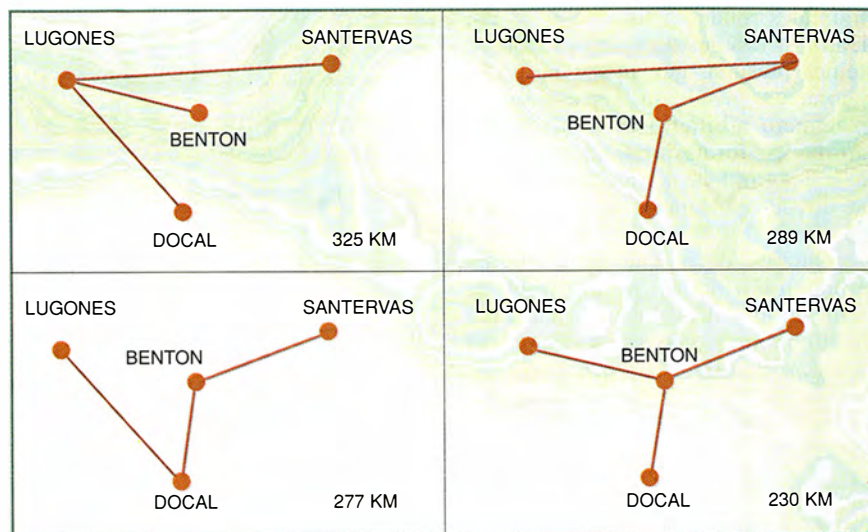 LUGONES
SANTERVAS
BENTON
DOCAL
325 KM
LUGONES
SANTERVAS
BENTON
DOCAL
289 KM
LUGONES
SANTERVAS
BENTON
DOCAL
277 KM
LUGONES
SANTERVAS
BENTON
DOCAL
230 KM